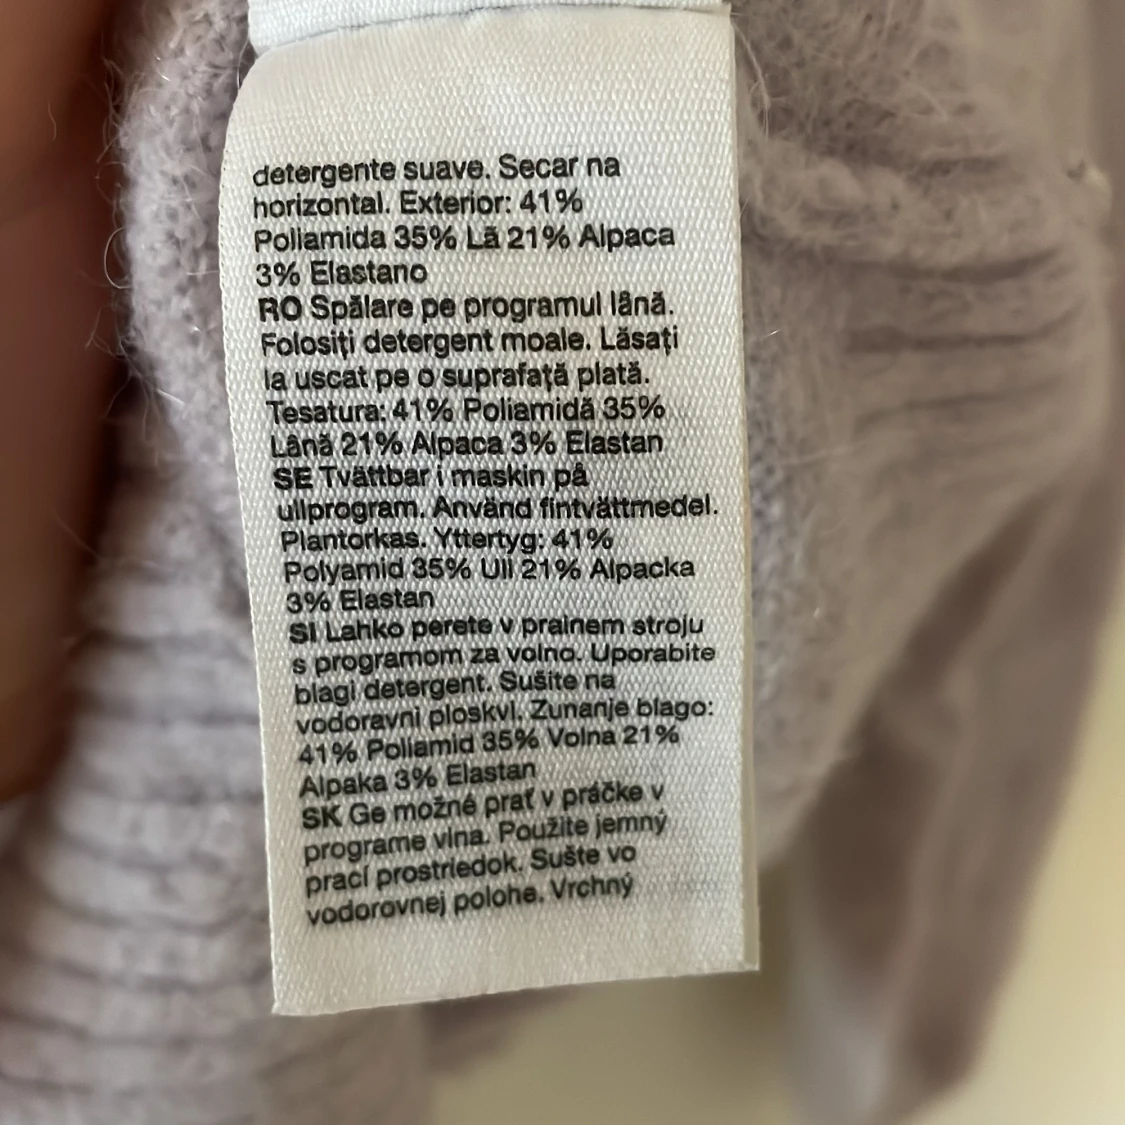 detergente suave. Secar na
horizontal. Exterior: 41%
Poliamida 35% Lã 21% Alpaca
3% Elastano
RO Spălare pe programul lână.
Folosiți detergent moale. Lăsați
la uscat pe o suprafață plată.
Tesatura: 41% Poliamidă 35%
Lână 21% Alpaca 3% Elastan
SE Tvättbar i maskin på
ullprogram. Använd fintvättmedel.
Plantorkas. Yttertyg: 41%
Polyamid 35% Ull 21% Alpacka
3% Elastan
SI Lahko perete v pralnem stroju
s programom za volno. Uporabite
blagi detergent. Sušite na
vodoravni ploskvi. Zunanje blago:
41% Poliamid 35% Volna 21%
Alpaka 3% Elastan
SK Ge možné prať v práčke v
programe vlna. Použite jemný
prací prostriedok. Sušte vo
vodorovnej polohe. Vrchný